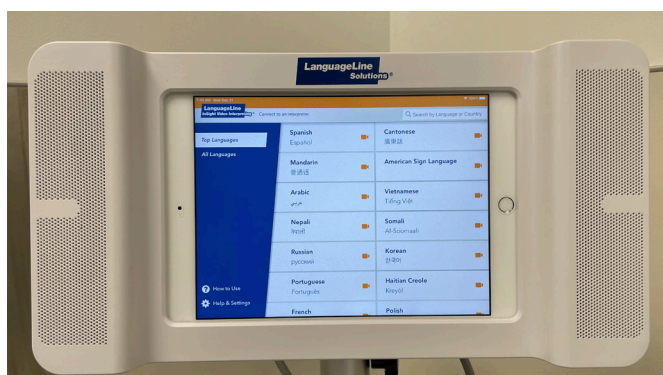 LanguageLine
Solutions®
LanguageLine
InSight Video Interpreting® Connect to an Interpreter
Search by Language or Country
Top Languages
All Languages
Spanish
Español
Cantonese
廣東話
Mandarin
普通话
American Sign Language
Arabic
عربي
Vietnamese
Tiếng Việt
Nepali
नेपाली
Somali
Af-Soomaali
Russian
русский
Korean
한국어
Portuguese
Português
Haitian Creole
Kreyòl
French
Polish
How to Use
Help & Settings